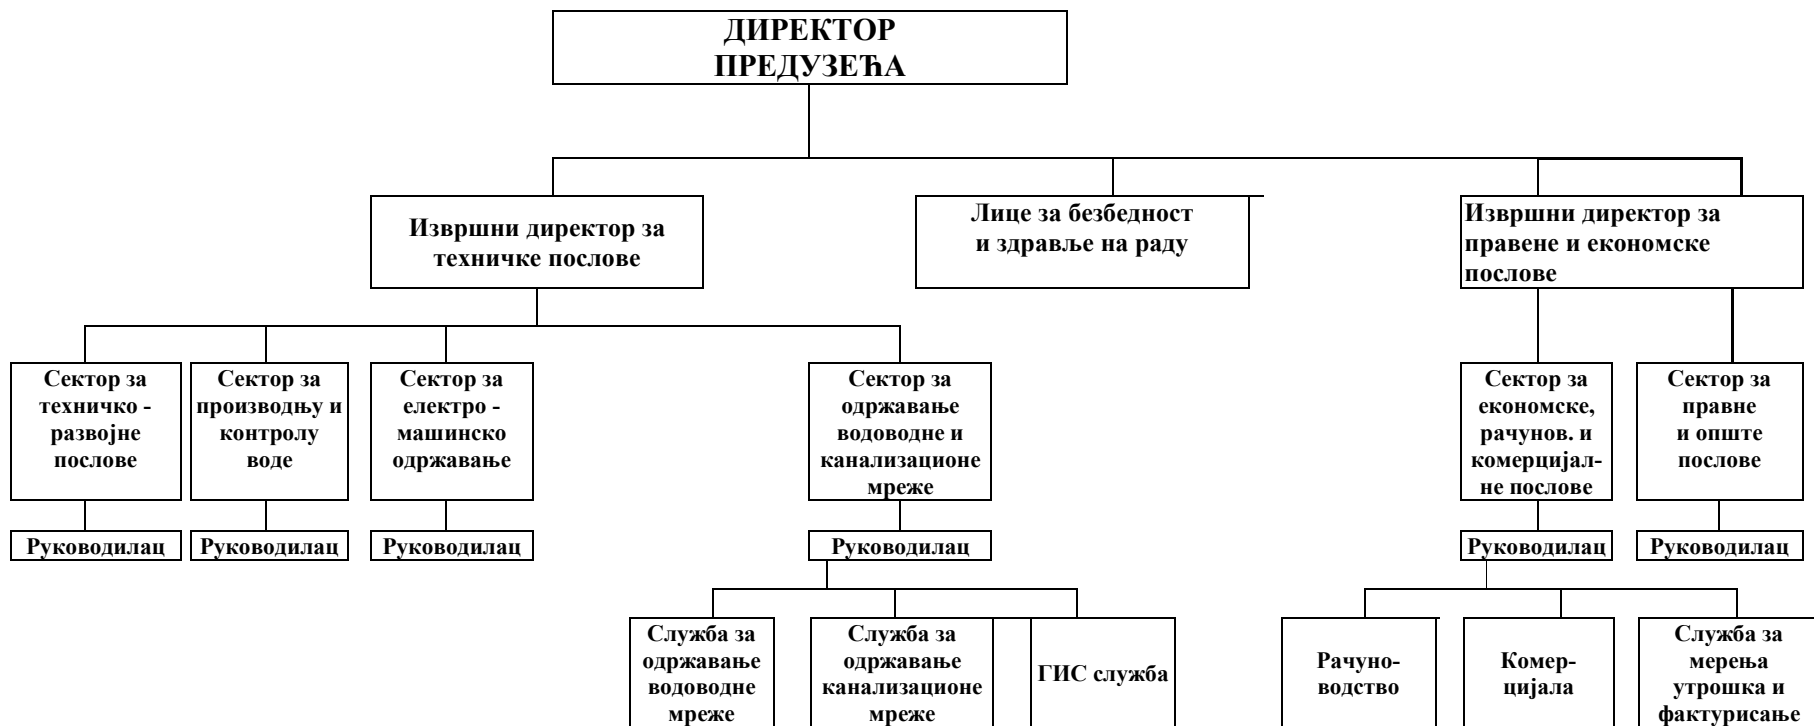 ДИРЕКТОР
ПРЕДУЗЕЋА
Извршни директор за
техничке послове
Лице за безбедност
и здравље на раду
Извршни директор за
правене и економске
послове
Сектор за
техничко -
развојне
послове
Сектор за
производњу и
контролу
воде
Сектор за
електро -
машинско
одржавање
Сектор за
одржавање
водоводне и
канализационе
мреже
Сектор за
економске,
рачунов. и
комерцијал-
не послове
Сектор за
правне
и опште
послове
Руководилац
Руководилац
Руководилац
Руководилац
Руководилац
Руководилац
Служба за
одржавање
водоводне
мреже
Служба за
одржавање
канализационе
мреже
ГИС служба
Рачуно-
водство
Комер-
цијала
Служба за
мерења
утрошка и
фактурисање